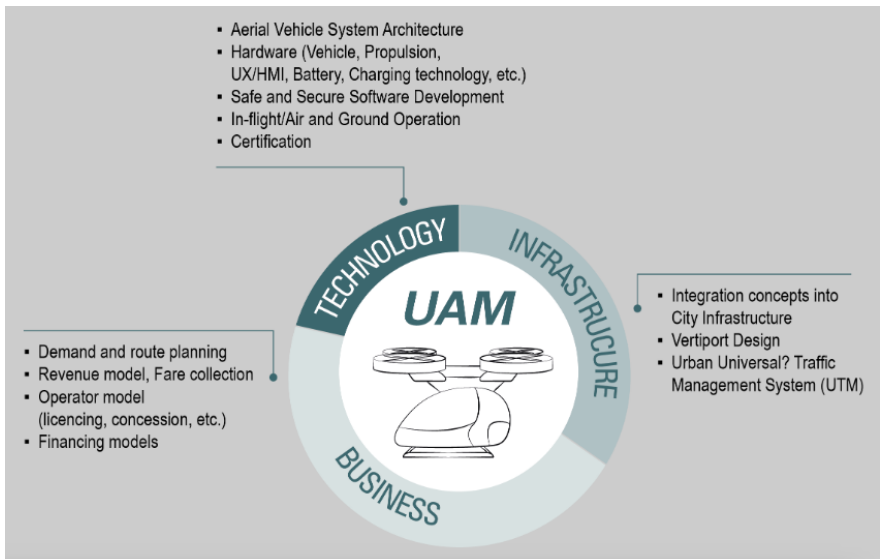 ▪ Aerial Vehicle System Architecture
▪ Hardware (Vehicle, Propulsion,
UX/HMI, Battery, Charging technology, etc.)
▪ Safe and Secure Software Development
▪ In-flight/Air and Ground Operation
▪ Certification
TECHNOLOGY
INFRASTRUCURE
UAM
▪ Integration concepts into
City Infrastructure
▪ Vertiport Design
▪ Urban Universal? Traffic
Management System (UTM)
▪ Demand and route planning
▪ Revenue model, Fare collection
▪ Operator model
(licencing, concession, etc.)
▪ Financing models
BUSINESS